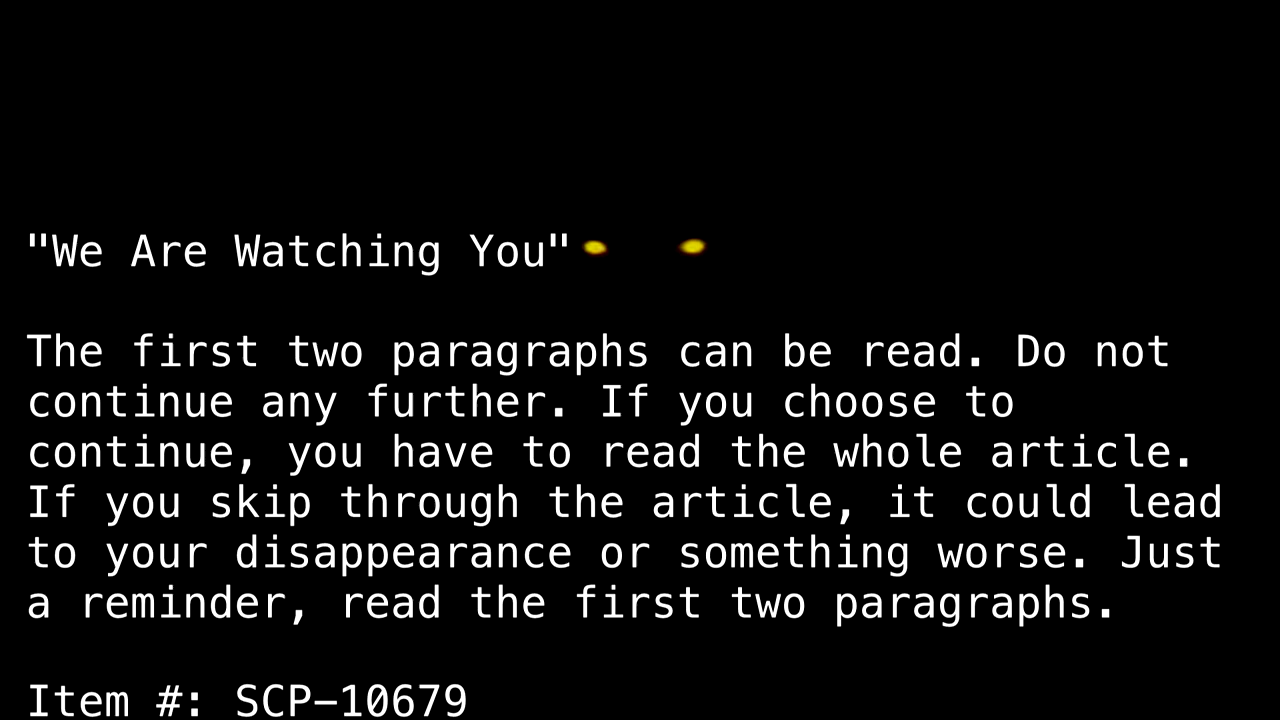 "We Are Watching You"
The first two paragraphs can be read. Do not
continue any further. If you choose to
continue, you have to read the whole article.
If you skip through the article, it could lead
to your disappearance or something worse. Just
a reminder, read the first two paragraphs.
Item #: SCP–10679